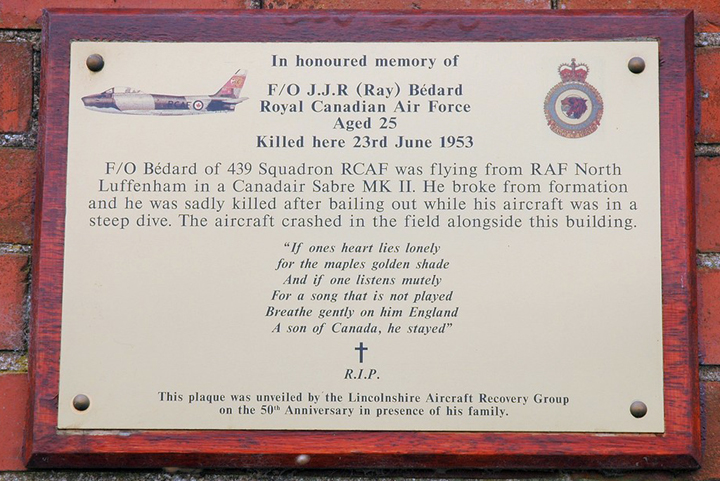 In honoured memory of
F/O J.J.R (Ray) Bédard
Royal Canadian Air Force
Aged 25
Killed here 23rd June 1953
RCAF
F/O Bédard of 439 Squadron RCAF was flying from RAF North
Luffenham in a Canadair Sabre MK II. He broke from formation
and he was sadly killed after bailing out while his aircraft was in a
steep dive. The aircraft crashed in the field alongside this building.
“If ones heart lies lonely
for the maples golden shade
And if one listens mutely
For a song that is not played
Breathe gently on him England
A son of Canada, he stayed”
R.I.P.
This plaque was unveiled by the Lincolnshire Aircraft Recovery Group
on the 50th Anniversary in presence of his family.